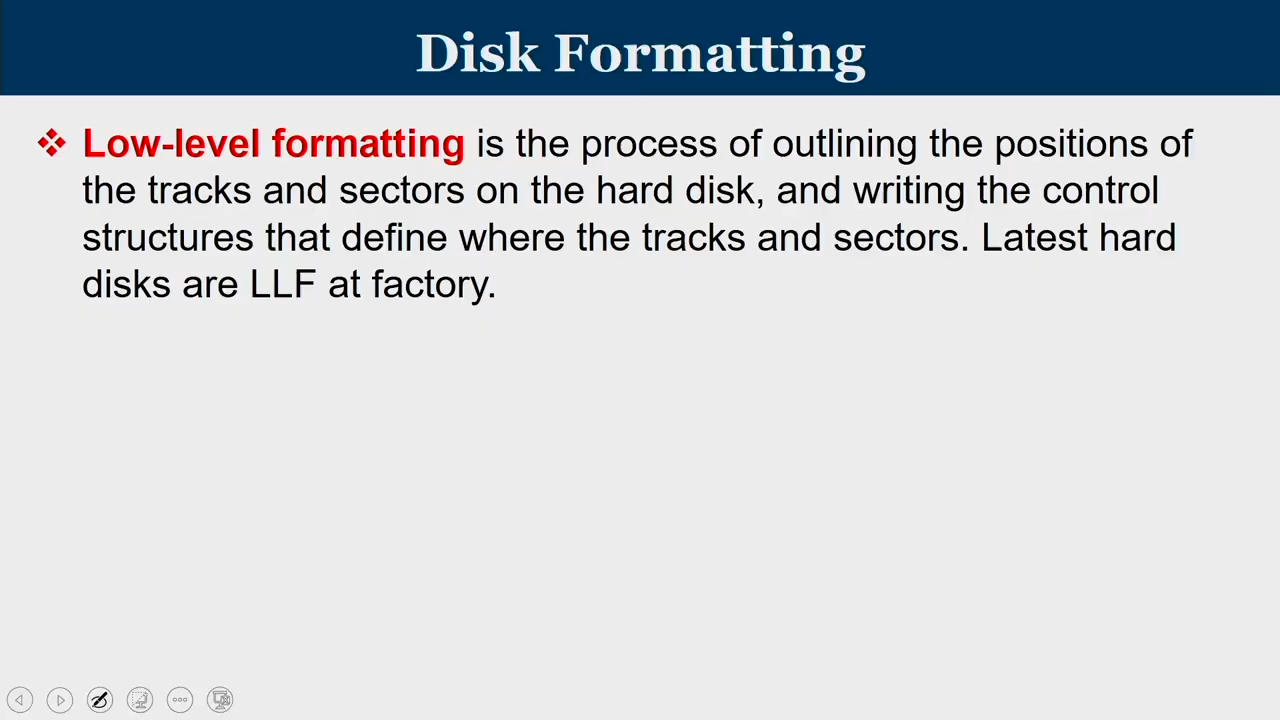 Disk Formatting
Low-level formatting is the process of outlining the positions of
the tracks and sectors on the hard disk, and writing the control
structures that define where the tracks and sectors. Latest hard
disks are LLF at factory.